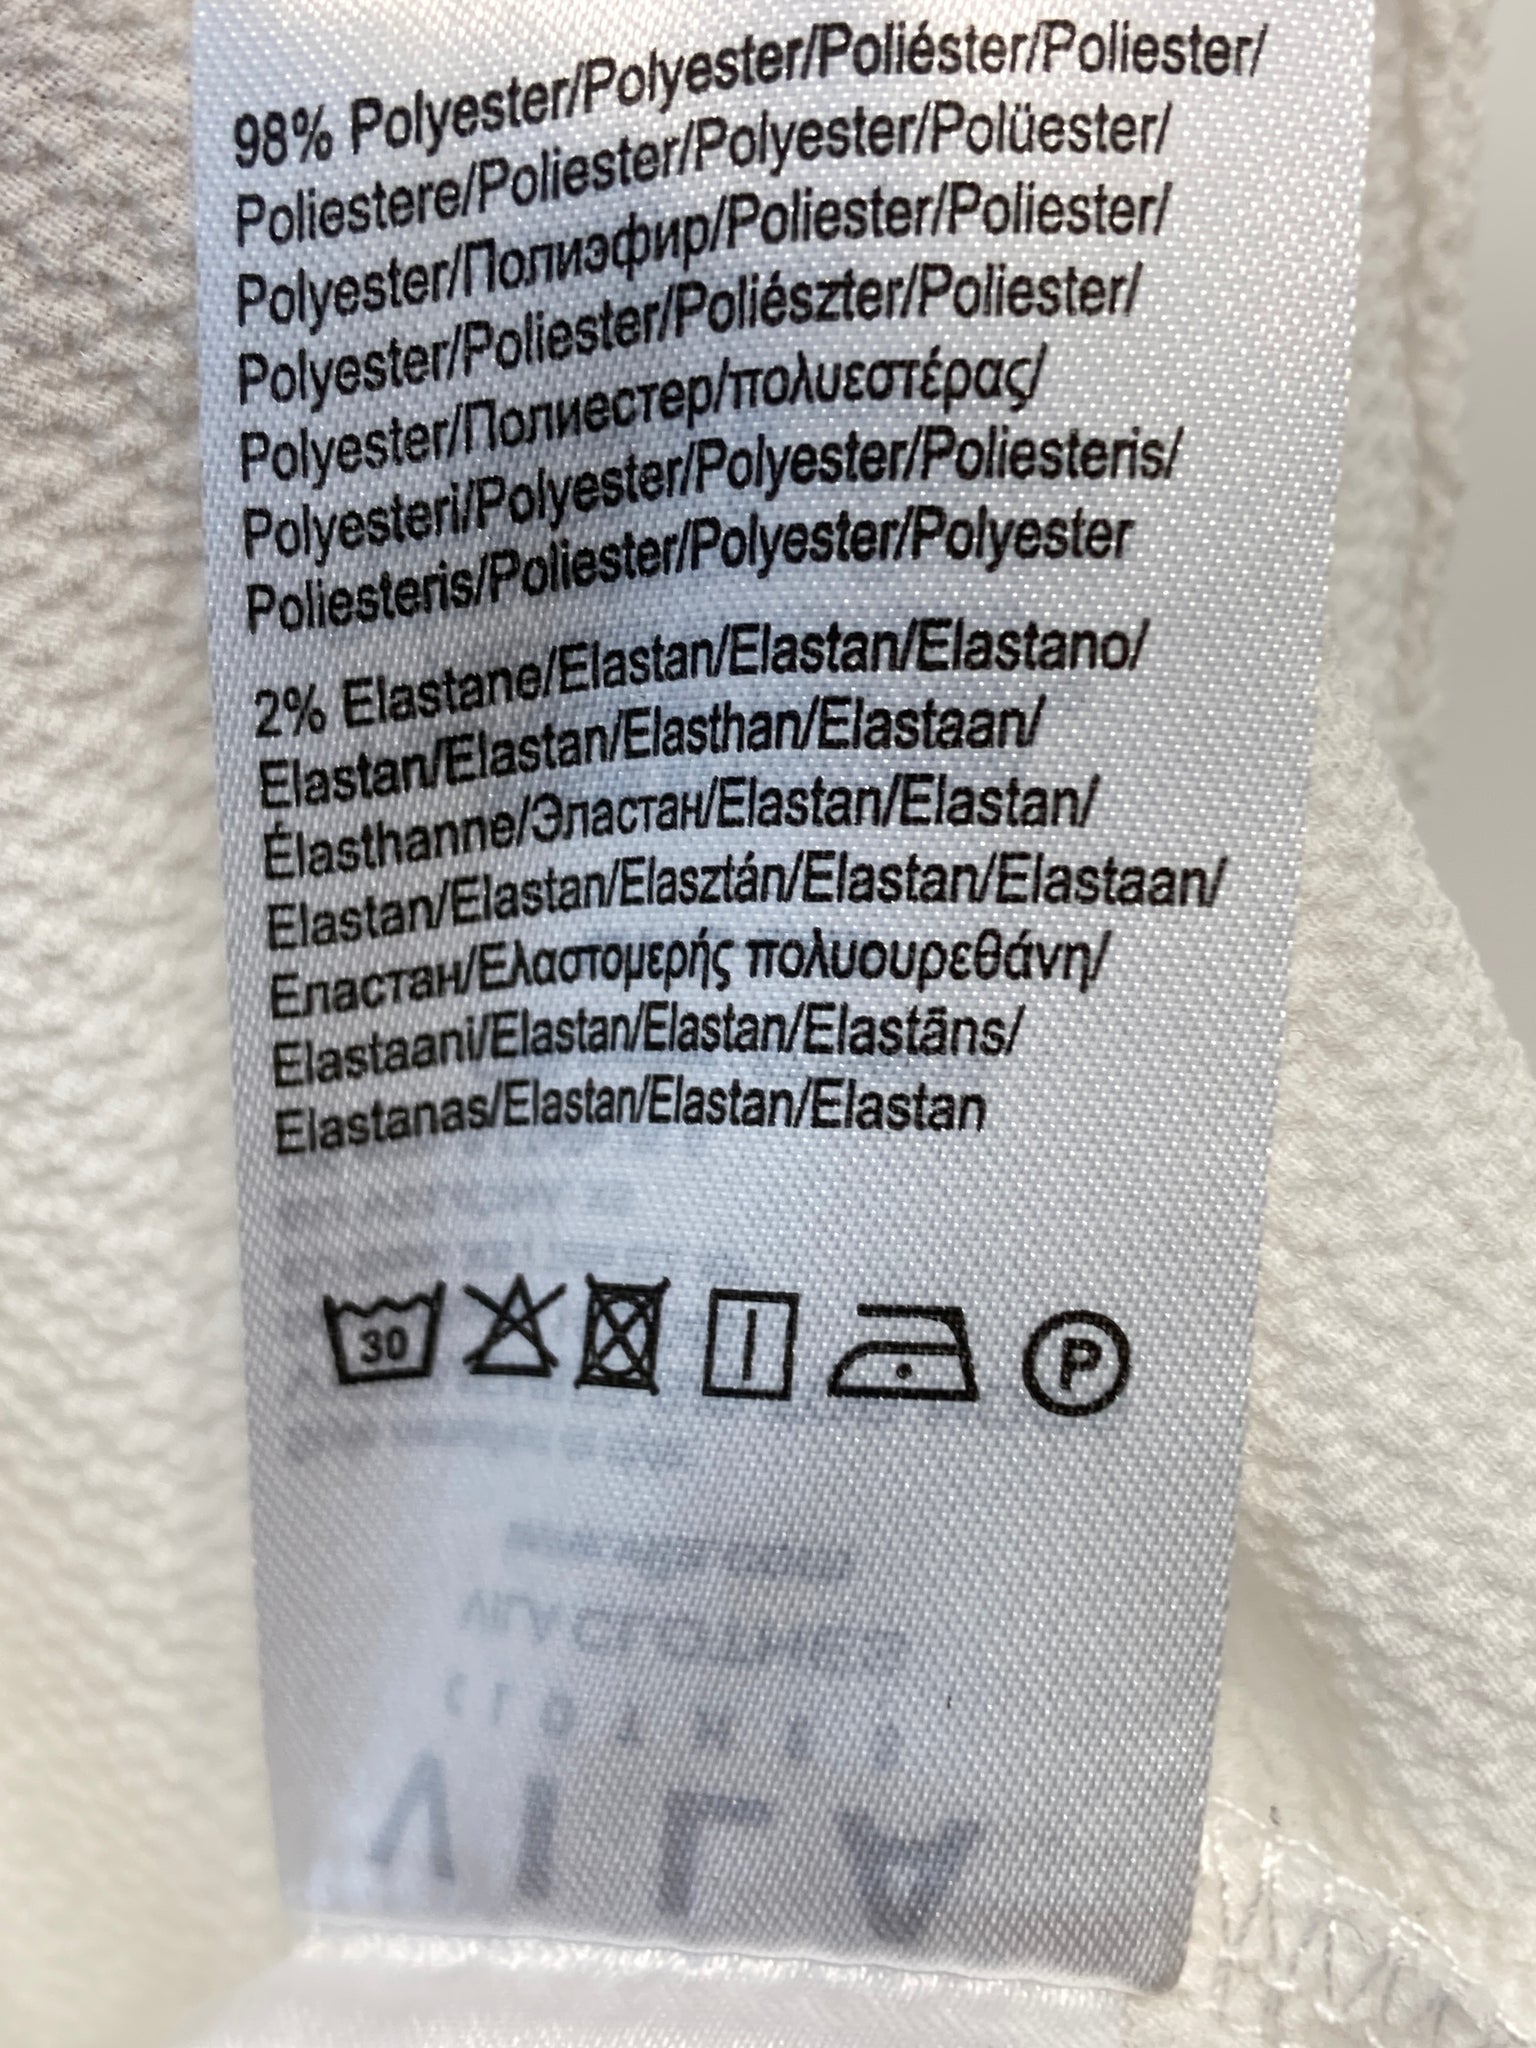 98% Polyester/Polyester/Poliéster/Poliester/
Poliestere/Poliester/Polyester/Polüester/
Polyester/Полиэфир/Poliester/Poliester/
Polyester/Poliester/Poliészter/Poliester/
Polyester/Полиестер/πολυεστέρας/
Polyesteri/Polyester/Polyester/Poliesteris/
Poliesteris/Poliester/Polyester/Polyester
2% Elastane/Elastan/Elastan/Elastano/
Elastan/Elastan/Elasthan/Elastaan/
Élasthanne/Эластан/Elastan/Elastan/
Elastan/Elastan/Elasztán/Elastan/Elastaan/
Еластан/Ελαστομερής πολυουρεθάνη/
Elastaani/Elastan/Elastan/Elastāns/
Elastanas/Elastan/Elastan/Elastan
30
P
VILA